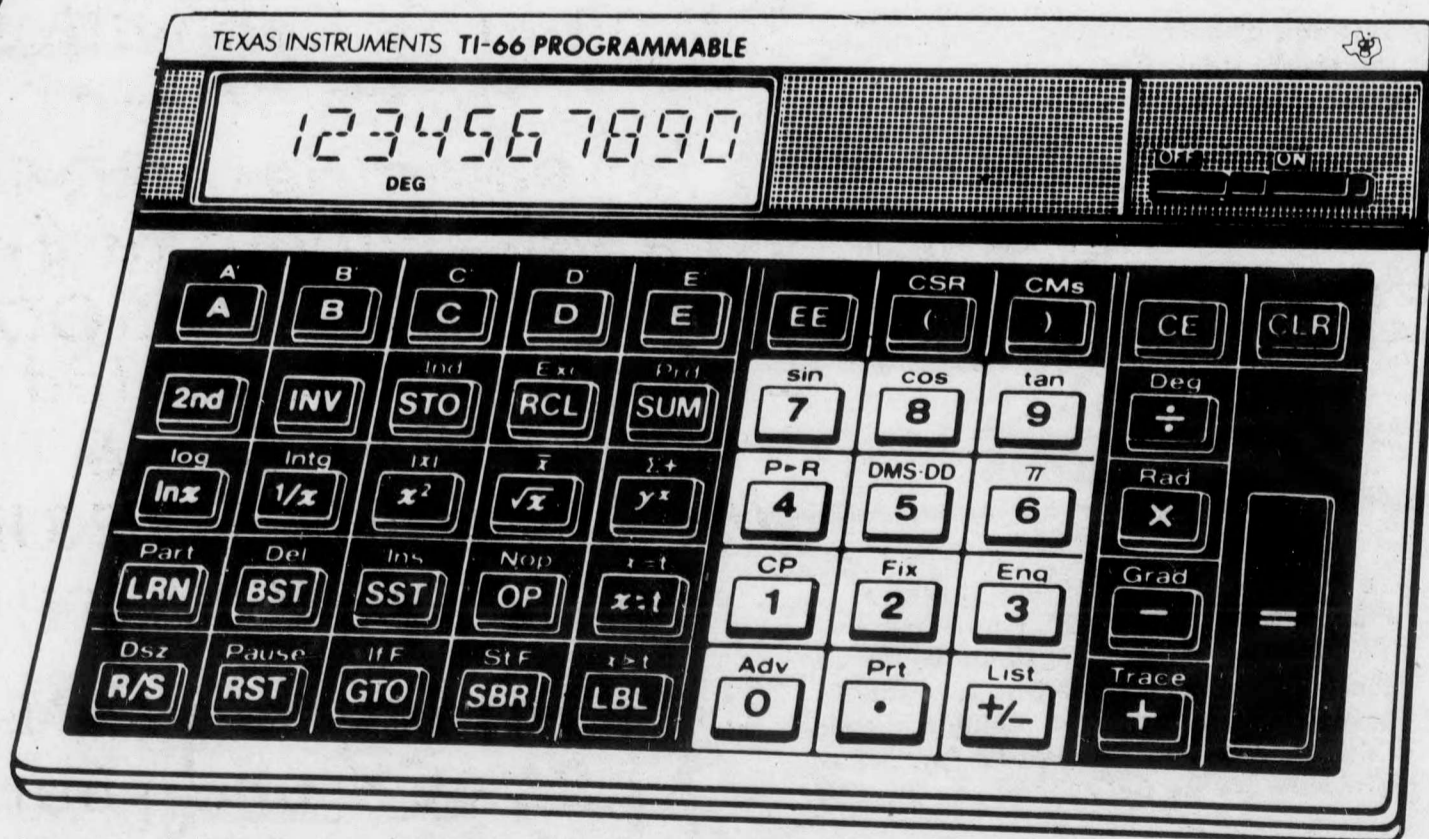 TEXAS INSTRUMENTS TI-66 PROGRAMMABLE
1234567890
DEG
OFF ON
A' B' C' D' E' CSR CMs
A B C D E EE ( ) CE CLR
Ind Exc Prd sin cos tan Deg
2nd INV STO RCL SUM 7 8 9 ÷
log Intg |x| x̄ Σ+ P►R DMS·DD π Rad
lnx 1/x x² √x yˣ 4 5 6 ×
Part Del Ins Nop x=t CP Fix Eng Grad
LRN BST SST OP x:t 1 2 3 − =
Dsz Pause If F St F x≥t Adv Prt List Trace
R/S RST GTO SBR LBL 0 • +/− +